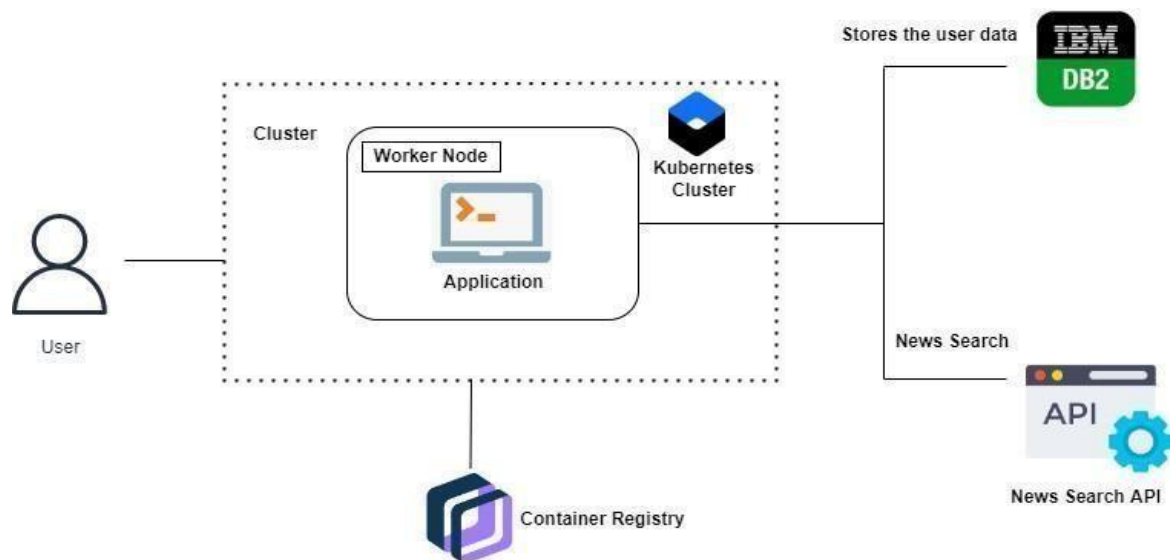 Stores the user data
IBM
DB2
Cluster
Worker Node
Kubernetes
Cluster
Application
User
News Search
API
News Search API
Container Registry